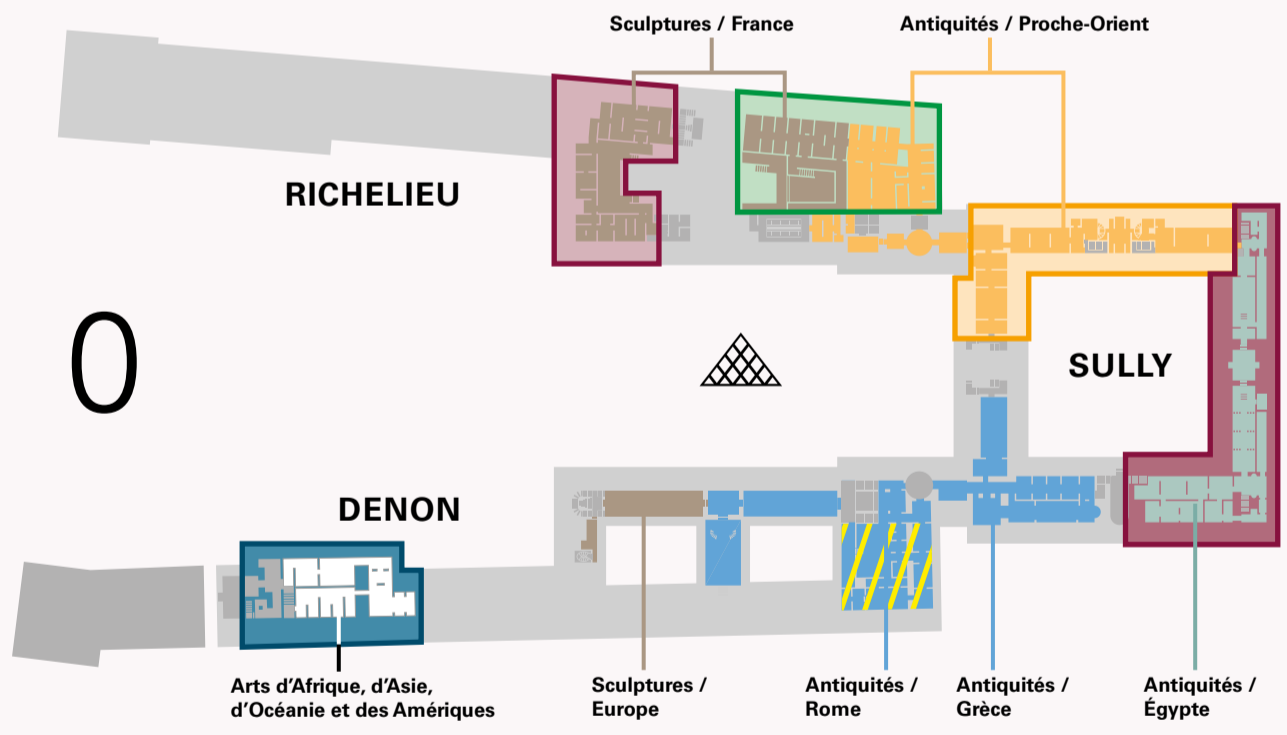 Sculptures / France
Antiquités / Proche-Orient
RICHELIEU
0
SULLY
DENON
Arts d’Afrique, d’Asie,
d’Océanie et des Amériques
Sculptures /
Europe
Antiquités /
Rome
Antiquités /
Grèce
Antiquités /
Égypte